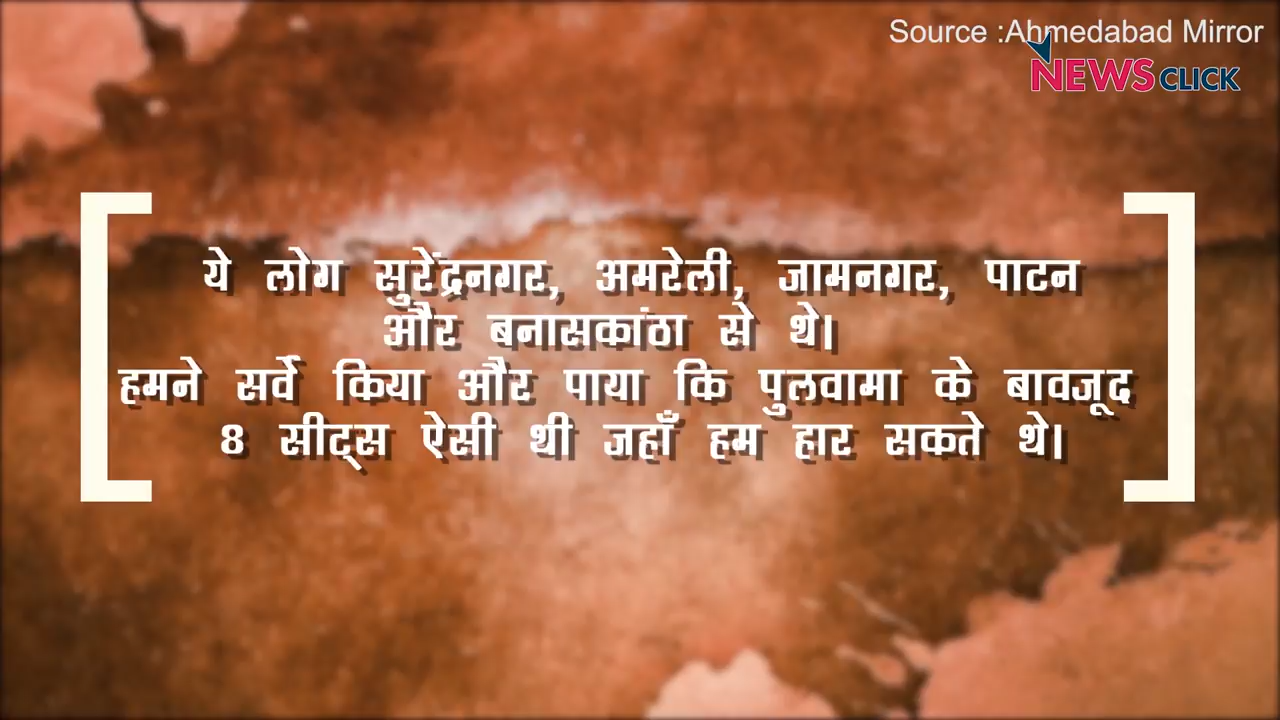 Source :Ahmedabad Mirror
NEWSCLICK
ये लोग सुरेंद्रनगर, अमरेली, जामनगर, पाटन
और बनासकांठा से थे।
हमने सर्वे किया और पाया कि पुलवामा के बावजूद
8 सीट्स ऐसी थी जहाँ हम हार सकते थे।